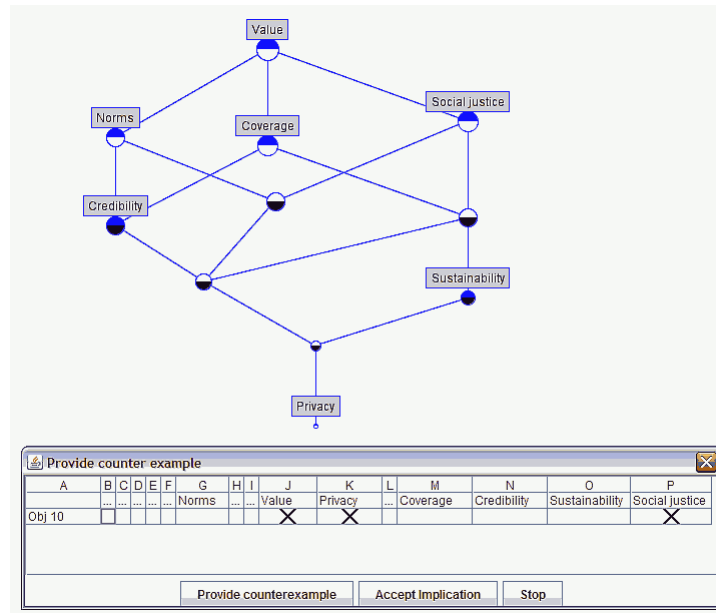 Value
Social justice
Norms
Coverage
Credibility
Sustainability
Privacy
Provide counter example
A B C D E F G H I J K L M N O P
... ... ... ... ... Norms ... ... Value Privacy ... Coverage Credibility Sustainability Social justice
Obj 10
Provide counterexample Accept Implication Stop